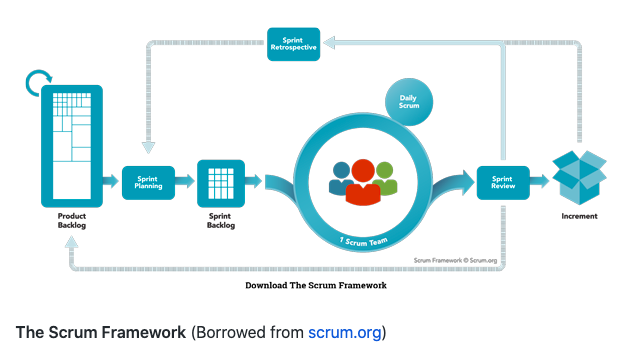 Sprint
Retrospective
Daily
Scrum
Sprint
Planning
Sprint
Review
Product
Backlog
Sprint
Backlog
1 Scrum Team
Increment
Scrum Framework © Scrum.org
Download The Scrum Framework
The Scrum Framework (Borrowed from scrum.org)